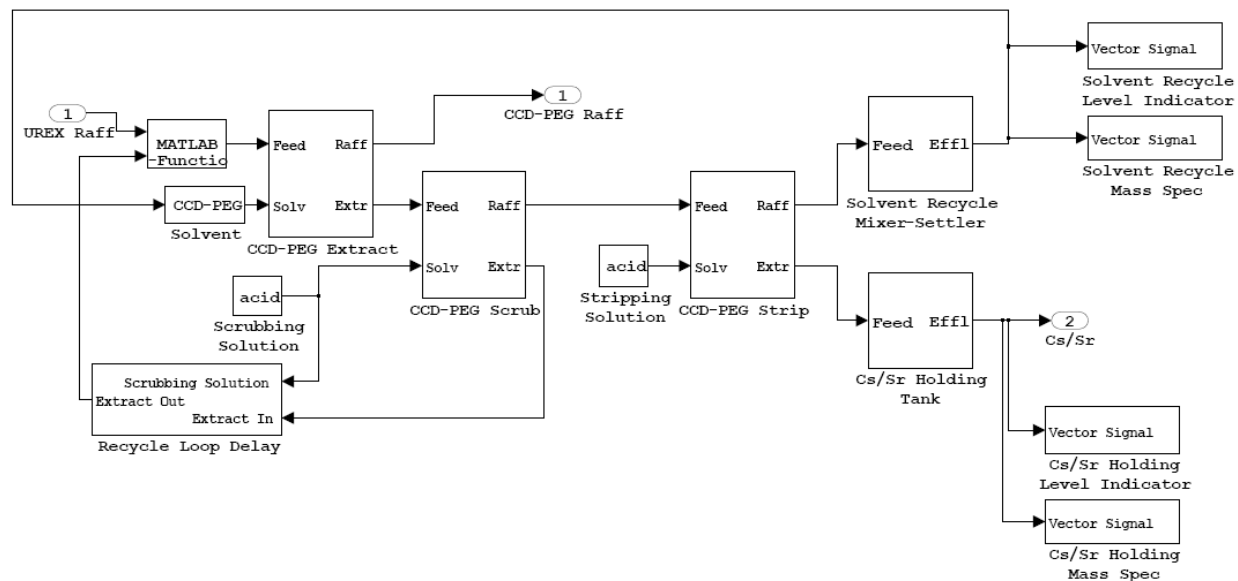 Vector Signal
Solvent Recycle
Level Indicator
1
UREX Raff
MATLAB
-Functio
Feed Raff
Solv Extr
CCD-PEG Extract
1
CCD-PEG Raff
Feed Effl
Solvent Recycle
Mixer-Settler
Vector Signal
Solvent Recycle
Mass Spec
CCD-PEG
Solvent
Feed Raff
Solv Extr
CCD-PEG Scrub
Feed Raff
Solv Extr
CCD-PEG Strip
acid
Scrubbing
Solution
acid
Stripping
Solution
Feed Effl
Cs/Sr Holding
Tank
2
Cs/Sr
Scrubbing Solution
Extract Out
Extract In
Recycle Loop Delay
Vector Signal
Cs/Sr Holding
Level Indicator
Vector Signal
Cs/Sr Holding
Mass Spec